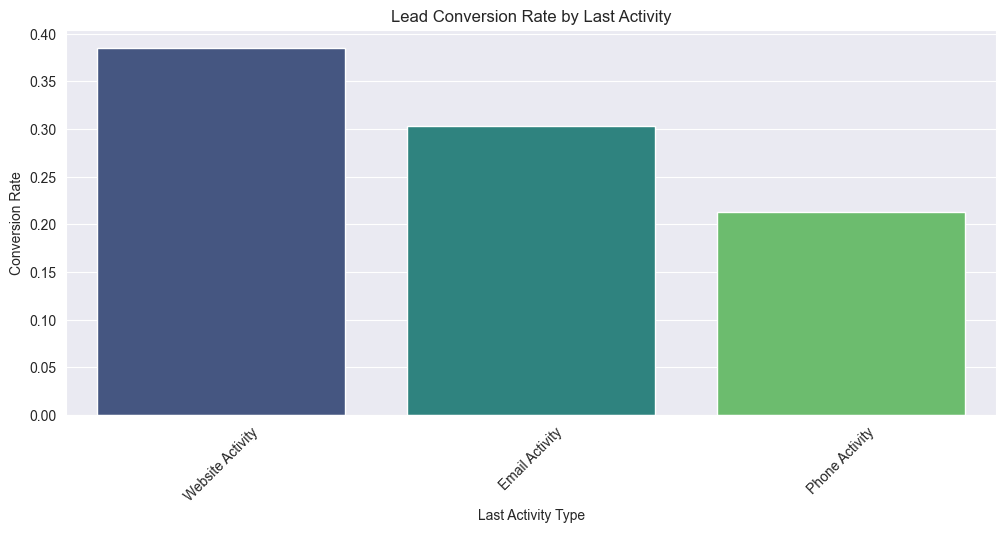 Lead Conversion Rate by Last Activity
Conversion Rate
0.40
0.35
0.30
0.25
0.20
0.15
0.10
0.05
0.00
Website Activity
Email Activity
Phone Activity
Last Activity Type